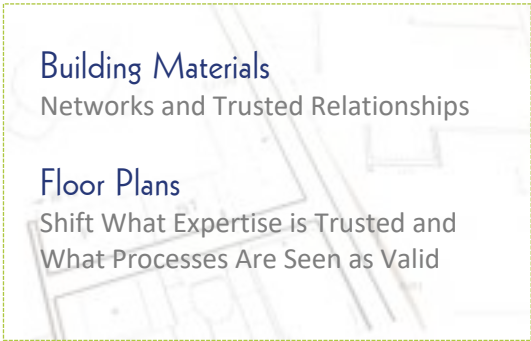 Building Materials
Networks and Trusted Relationships
Floor Plans
Shift What Expertise is Trusted and
What Processes Are Seen as Valid